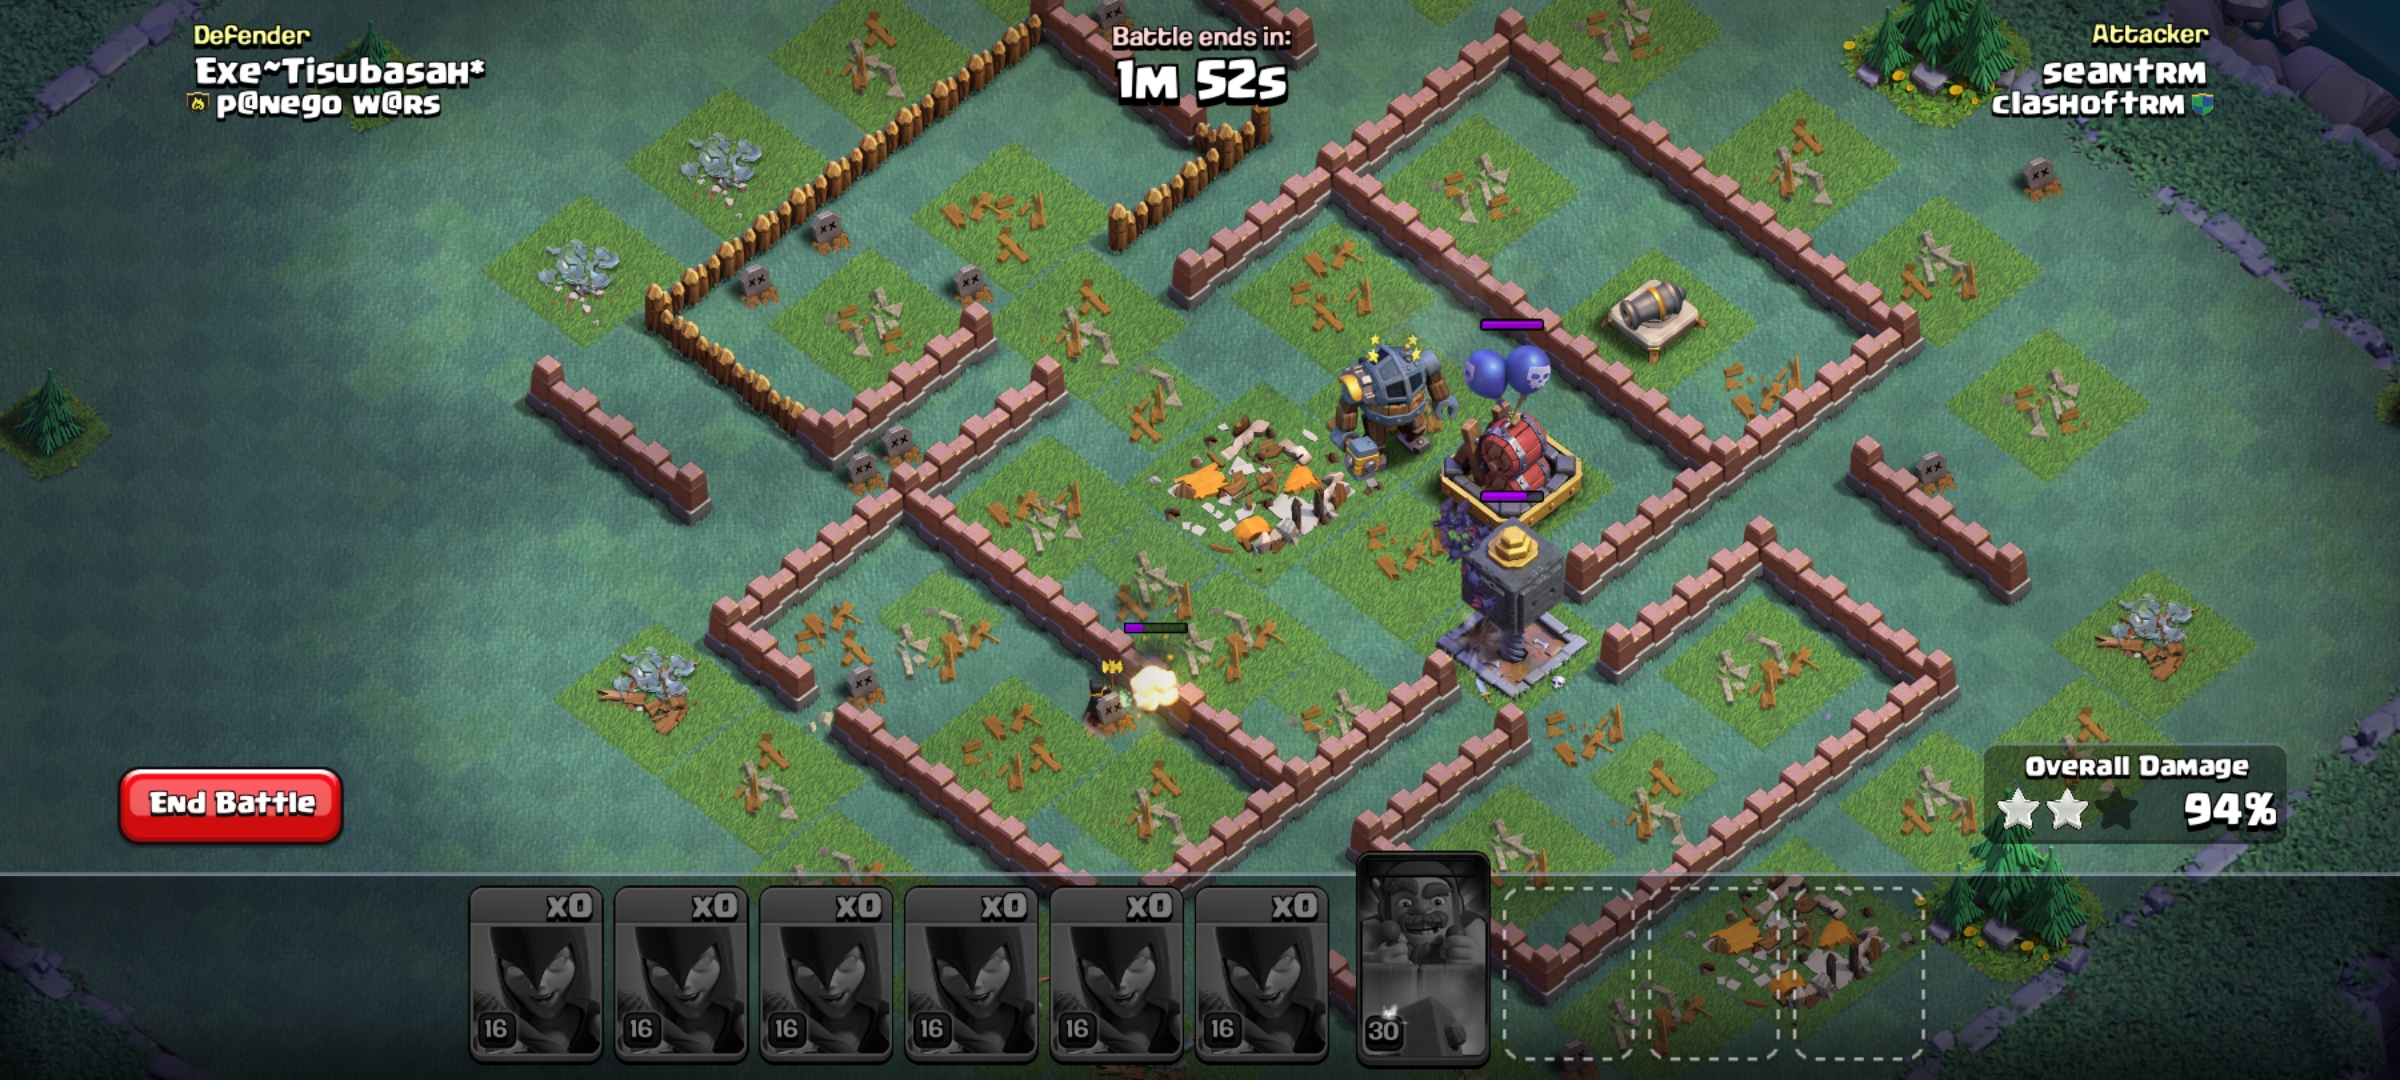 Defender
Exe~Tisubasah*
p@nego w@rs
Battle ends in:
1m 52s
Attacker
seantrm
clashoftrm
End Battle
Overall Damage
94%
x0 x0 x0 x0 x0 x0
16 16 16 16 16 16 30